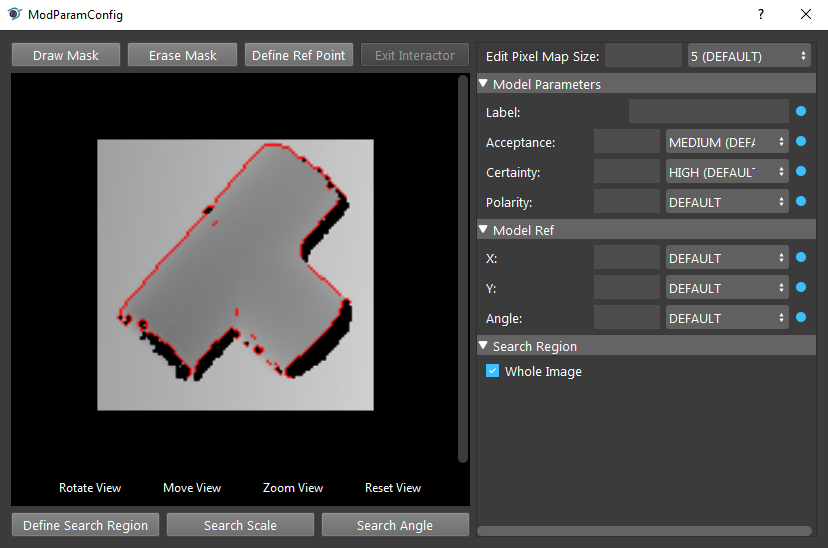 ModParamConfig
?
Draw Mask
Erase Mask
Define Ref Point
Exit Interactor
Edit Pixel Map Size:
5 (DEFAULT)
Model Parameters
Label:
Acceptance:
MEDIUM (DEFA
Certainty:
HIGH (DEFAUL
Polarity:
DEFAULT
Model Ref
X:
DEFAULT
Y:
DEFAULT
Angle:
DEFAULT
Search Region
Whole Image
Rotate View
Move View
Zoom View
Reset View
Define Search Region
Search Scale
Search Angle